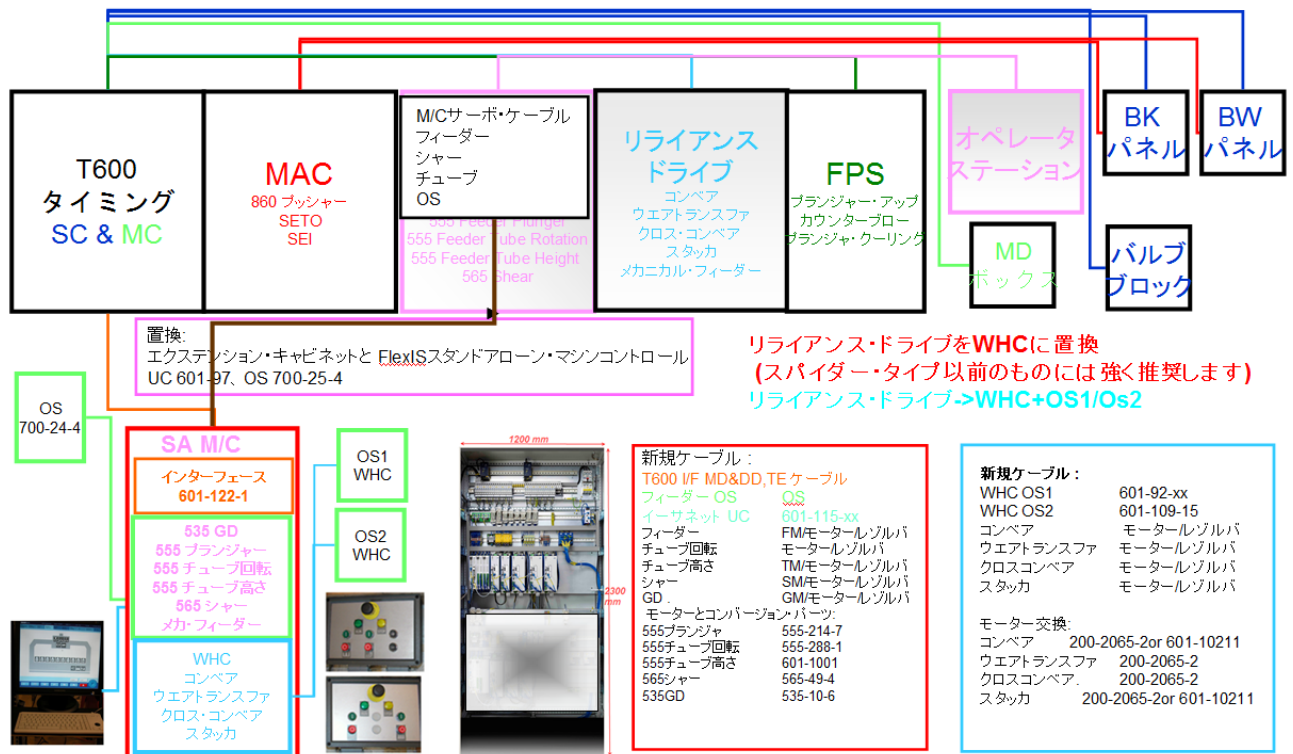 T600
タイミング
SC & MC
MAC
860 プッシャー
SETO
SEI
M/Cサーボ・ケーブル
フィーダー
シャー
チューブ
OS
555 Feeder Plunger
555 Feeder Tube Rotation
555 Feeder Tube Height
565 Shear
リライアンス
ドライブ
コンベア
ウエアトランスファ
クロス・コンベア
スタッカ
メカニカル・フィーダー
FPS
プランジャー・アップ
カウンターブロー
プランジャ・クーリング
オペレータ
ステーション
BK
パネル
BW
パネル
MD
ボックス
バルブ
ブロック
置換:
エクステンション・キャビネットと FlexISスタンドアローン・マシンコントロール
UC 601-97、OS 700-25-4
リライアンス・ドライブをWHCに置換
(スパイダー・タイプ以前のものには強く推奨します)
リライアンス・ドライブ->WHC+OS1/Os2
OS
700-24-4
SA M/C
インターフェース
601-122-1
535 GD
555 プランジャー
555 チューブ回転
555 チューブ高さ
565 シャー
メカ・フィーダー
WHC
コンベア
ウエアトランスファ
クロス・コンベア
スタッカ
OS1
WHC
OS2
WHC
1200 mm
2300
mm
新規ケーブル :
T600 I/F MD&DD,TEケーブル
フィーダー OS OS
イーサネット UC 601-115-xx
フィーダー FM/モーターレゾルバ
チューブ回転 モーターレゾルバ
チューブ高さ TM/モーターレゾルバ
シャー SM/モーターレゾルバ
GD . GM/モーターレゾルバ
モーターとコンバージョン・パーツ:
555プランジャ 555-214-7
555チューブ回転 555-288-1
555チューブ高さ 601-1001
565シャー 565-49-4
535GD 535-10-6
新規ケーブル :
WHC OS1 601-92-xx
WHC OS2 601-109-15
コンベア モーターレゾルバ
ウエアトランスファ モーターレゾルバ
クロスコンベア モーターレゾルバ
スタッカ モーターレゾルバ
モーター交換:
コンベア 200-2065-2or 601-10211
ウエアトランスファ 200-2065-2
クロスコンベア. 200-2065-2
スタッカ 200-2065-2or 601-10211